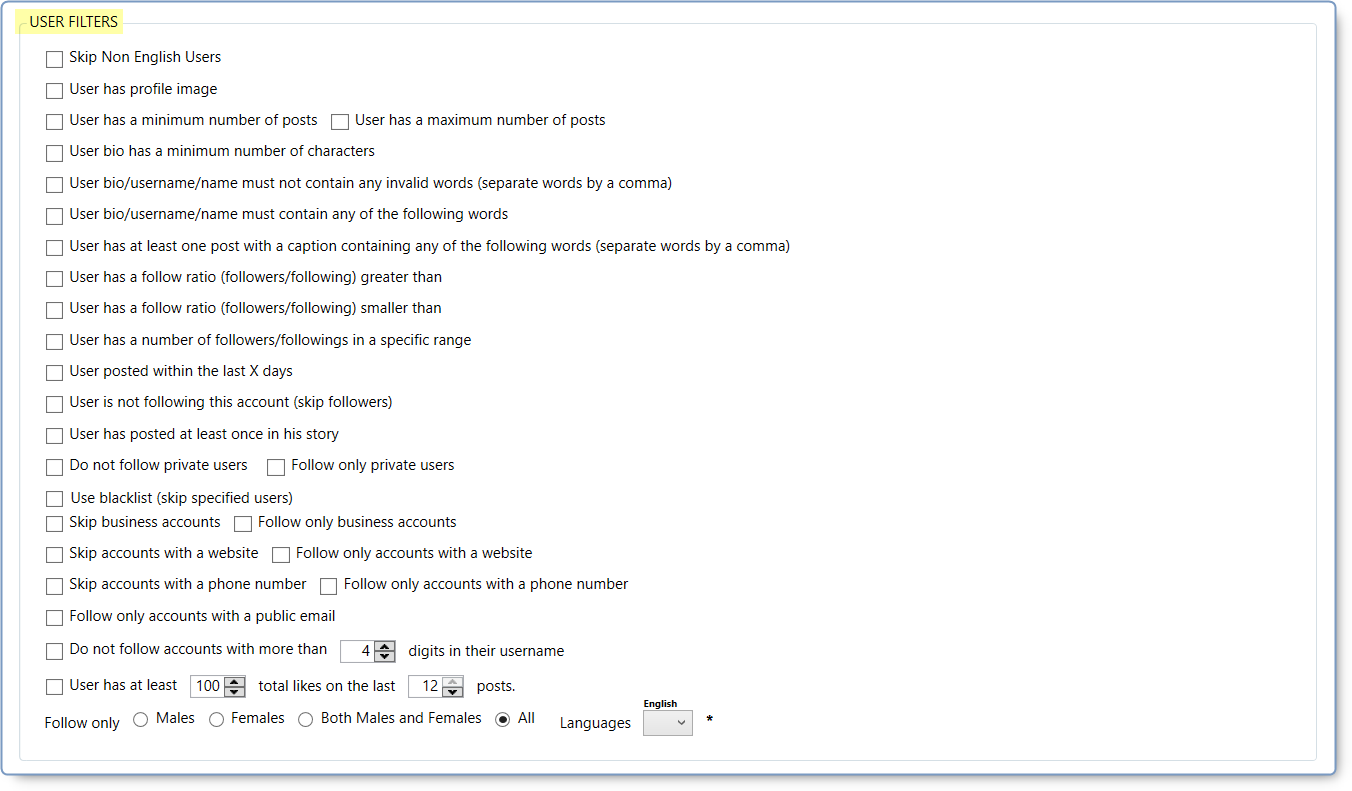 USER FILTERS
Skip Non English Users
User has profile image
User has a minimum number of posts User has a maximum number of posts
User bio has a minimum number of characters
User bio/username/name must not contain any invalid words (separate words by a comma)
User bio/username/name must contain any of the following words
User has at least one post with a caption containing any of the following words (separate words by a comma)
User has a follow ratio (followers/following) greater than
User has a follow ratio (followers/following) smaller than
User has a number of followers/followings in a specific range
User posted within the last X days
User is not following this account (skip followers)
User has posted at least once in his story
Do not follow private users Follow only private users
Use blacklist (skip specified users)
Skip business accounts Follow only business accounts
Skip accounts with a website Follow only accounts with a website
Skip accounts with a phone number Follow only accounts with a phone number
Follow only accounts with a public email
Do not follow accounts with more than 4 digits in their username
User has at least 100 total likes on the last 12 posts.
English
Follow only Males Females Both Males and Females All Languages *